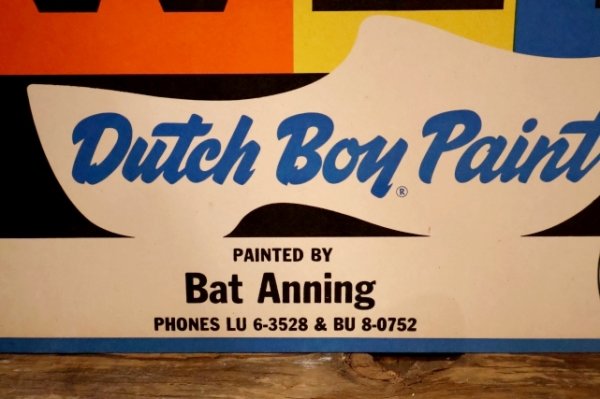 Dutch Boy Paint
®
PAINTED BY
Bat Anning
PHONES LU 6-3528 & BU 8-0752